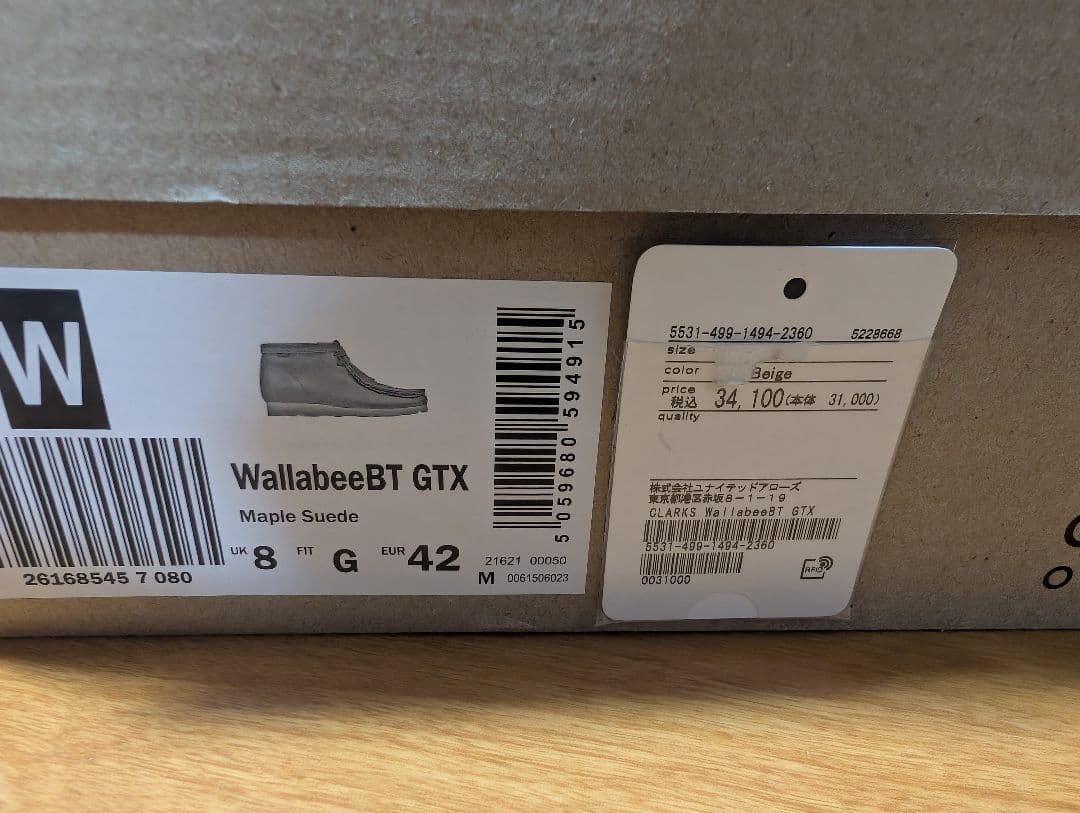 W
26168545 7 080
WallabeeBT GTX
Maple Suede
UK 8 FIT G EUR 42
5 059680 594915
21621 00050
M 0061506023
5531-499-1494-2360 5228668
size
color Beige
price
税込 34,100(本体 31,000)
quality
株式会社ユナイテッドアローズ
東京都港区赤坂8-1-19
CLARKS WallabeeBT GTX
5531-499-1494-2360
0031000
RFID